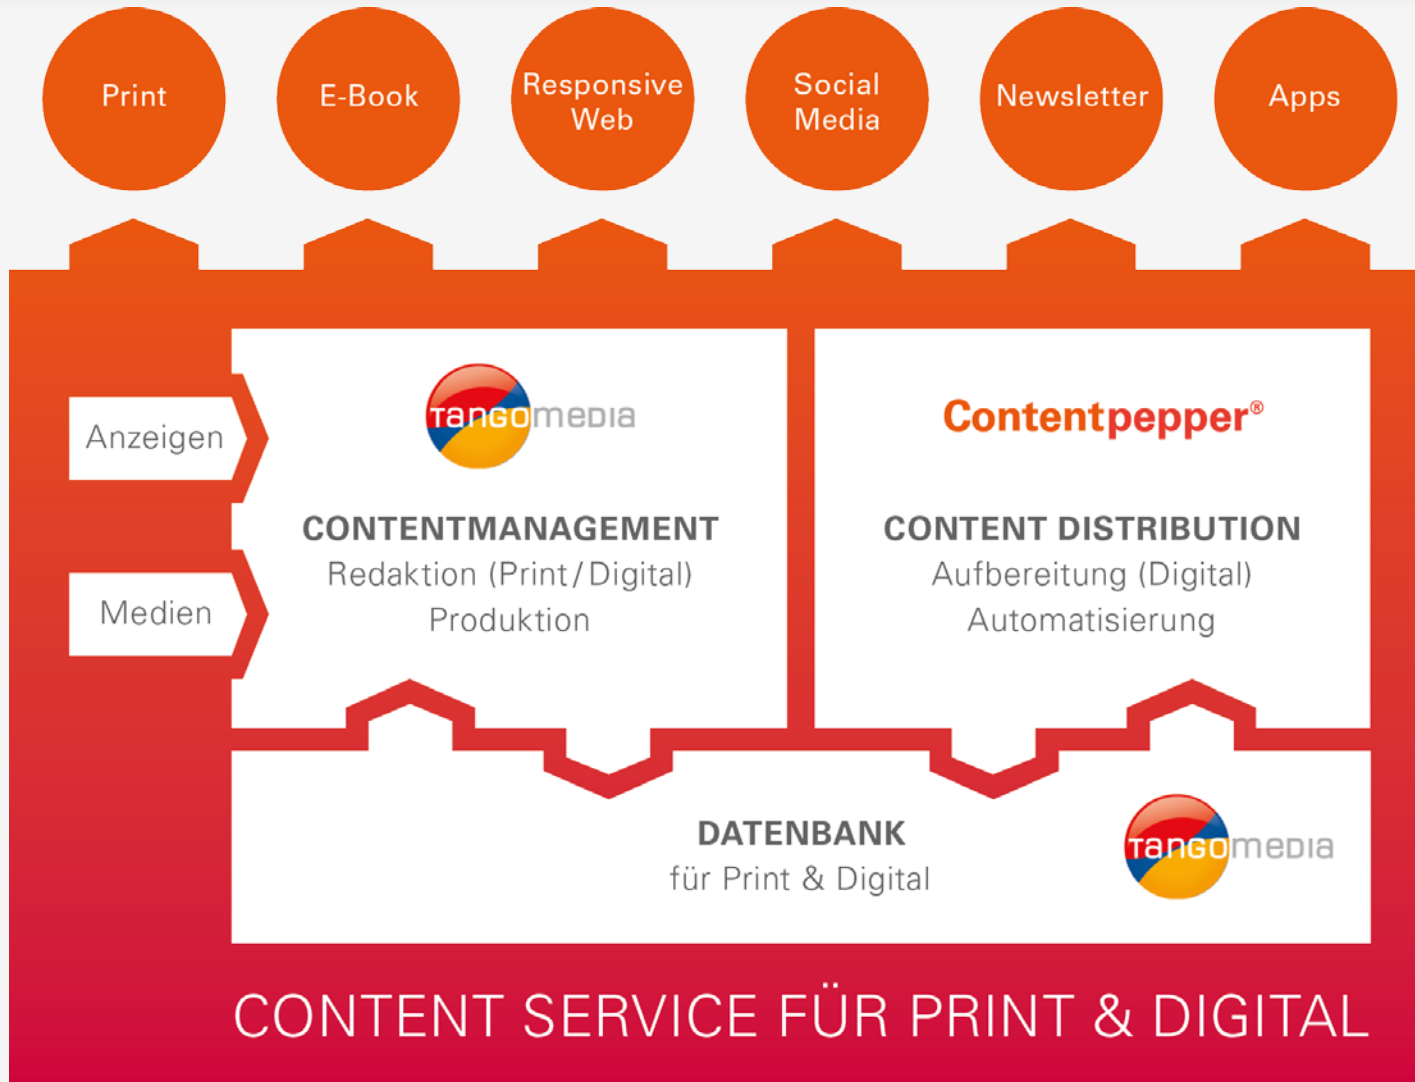 Print
E-Book
Responsive
Web
Social
Media
Newsletter
Apps
Anzeigen
Medien
TANGOMEDIA
CONTENTMANAGEMENT
Redaktion (Print/Digital)
Produktion
Contentpepper®
CONTENT DISTRIBUTION
Aufbereitung (Digital)
Automatisierung
DATENBANK
für Print & Digital
TANGOMEDIA
CONTENT SERVICE FÜR PRINT & DIGITAL